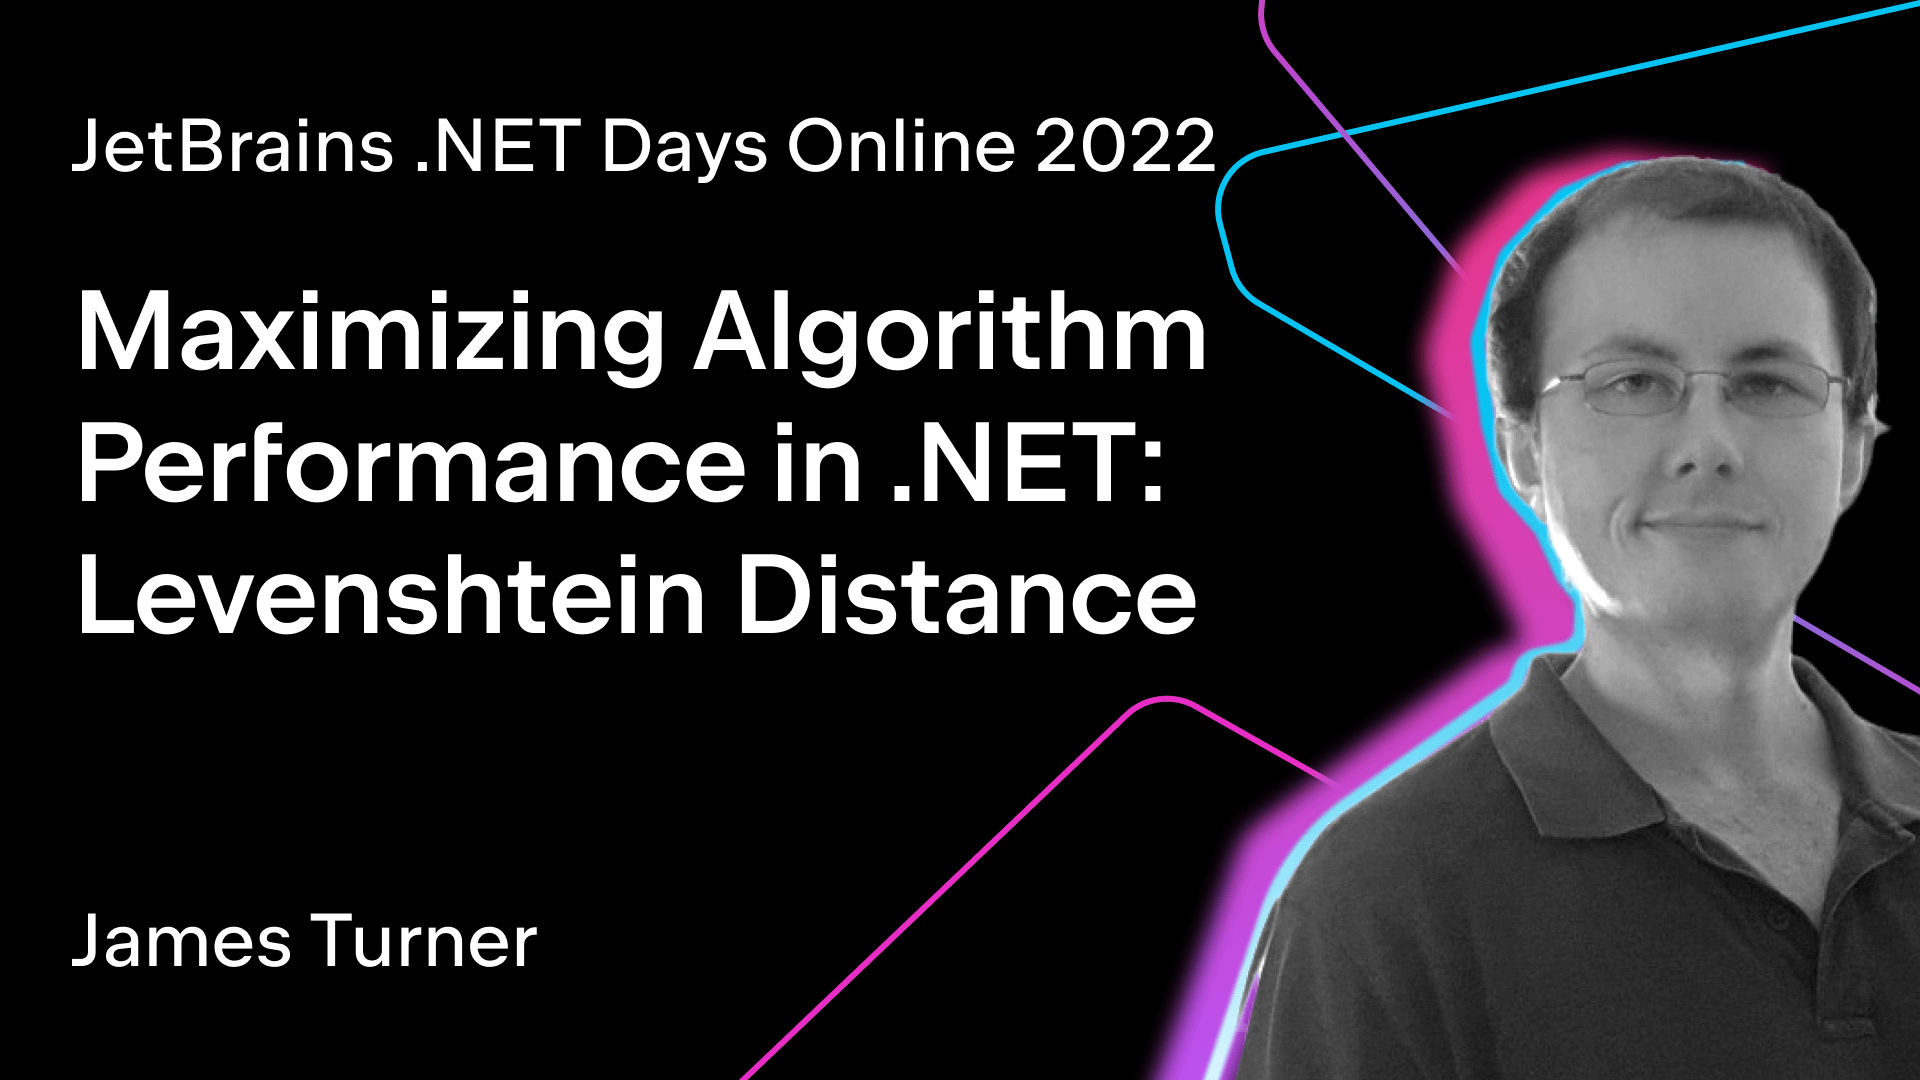 JetBrains .NET Days Online 2022
Maximizing Algorithm
Performance in .NET:
Levenshtein Distance
James Turner